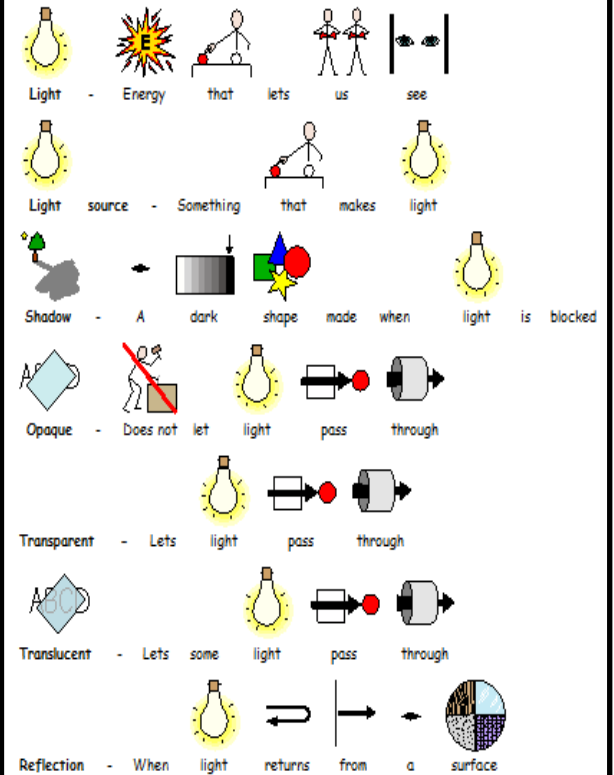 E
Light - Energy that lets us see
Light source - Something that makes light
Shadow - A dark shape made when light is blocked
A D
Opaque - Does not let light pass through
Transparent - Lets light pass through
ABCD
Translucent - Lets some light pass through
Reflection - When light returns from a surface